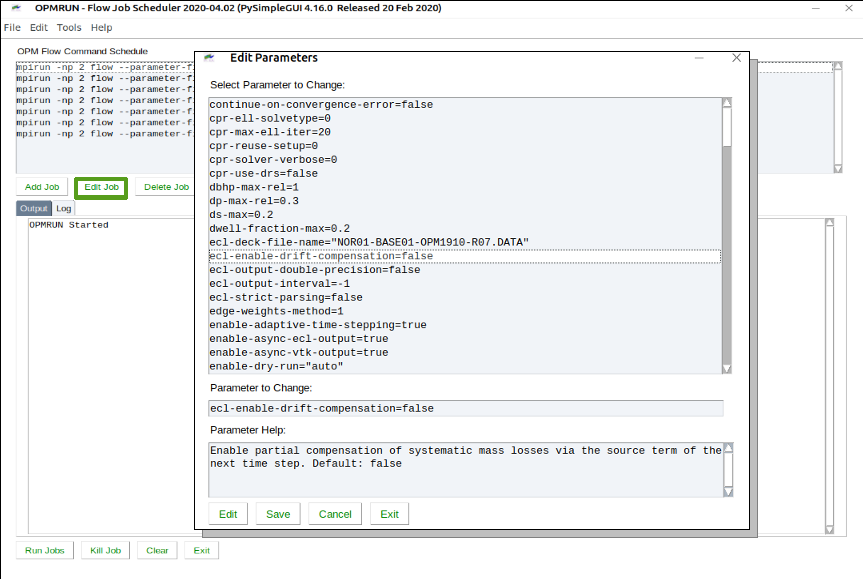 OPMRUN - Flow Job Scheduler 2020-04.02 (PySimpleGUI 4.16.0 Released 20 Feb 2020)
File Edit Tools Help
OPM Flow Command Schedule
mpirun -np 2 flow --parameter-f
mpirun -np 2 flow --parameter-f
mpirun -np 2 flow --parameter-f
mpirun -np 2 flow --parameter-f
mpirun -np 2 flow --parameter-f
mpirun -np 2 flow --parameter-f
mpirun -np 2 flow --parameter-f
Add Job Edit Job Delete Job
Output Log
OPMRUN Started
Edit Parameters
Select Parameter to Change:
continue-on-convergence-error=false
cpr-ell-solvetype=0
cpr-max-ell-iter=20
cpr-reuse-setup=0
cpr-solver-verbose=0
cpr-use-drs=false
dbhp-max-rel=1
dp-max-rel=0.3
ds-max=0.2
dwell-fraction-max=0.2
ecl-deck-file-name="NOR01-BASE01-OPM1910-R07.DATA"
ecl-enable-drift-compensation=false
ecl-output-double-precision=false
ecl-output-interval=-1
ecl-strict-parsing=false
edge-weights-method=1
enable-adaptive-time-stepping=true
enable-async-ecl-output=true
enable-async-vtk-output=true
enable-dry-run="auto"
Parameter to Change:
ecl-enable-drift-compensation=false
Parameter Help:
Enable partial compensation of systematic mass losses via the source term of the
next time step. Default: false
Edit Save Cancel Exit
Run Jobs Kill Job Clear Exit